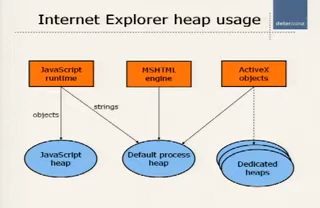 Internet Explorer heap usage
JavaScript
runtime
MSHTML
engine
ActiveX
objects
objects
strings
JavaScript
heap
Default process
heap
Dedicated
heaps